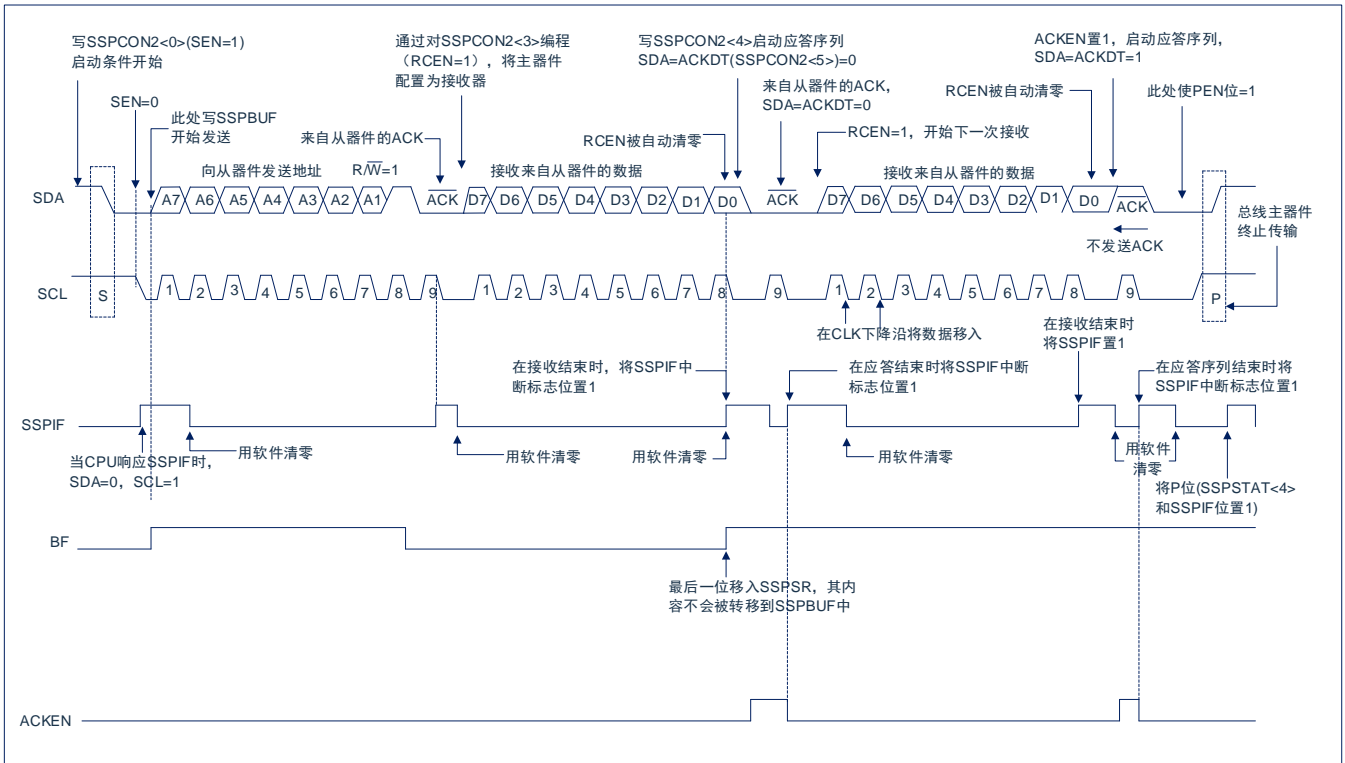 写SSPCON2<0>(SEN=1)
启动条件开始
SEN=0
此处写SSPBUF
开始发送
通过对SSPCON2<3>编程
（RCEN=1），将主器件
配置为接收器
来自从器件的ACK
写SSPCON2<4>启动应答序列
SDA=ACKDT(SSPCON2<5>)=0
来自从器件的ACK,
SDA=ACKDT=0
RCEN被自动清零
RCEN=1，开始下一次接收
ACKEN置1，启动应答序列,
SDA=ACKDT=1
RCEN被自动清零
此处使PEN位=1
向从器件发送地址
R/W=1
接收来自从器件的数据
接收来自从器件的数据
SDA
A7 A6 A5 A4 A3 A2 A1 ACK D7 D6 D5 D4 D3 D2 D1 D0 ACK D7 D6 D5 D4 D3 D2 D1 D0 ACK
不发送ACK
总线主器件
终止传输
SCL
S 1 2 3 4 5 6 7 8 9 1 2 3 4 5 6 7 8 9 1 2 3 4 5 6 7 8 9 P
在CLK下降沿将数据移入
在接收结束时，将SSPIF中
断标志位置1
在应答结束时将SSPIF中断
标志位置1
在接收结束时
将SSPIF置1
在应答序列结束时将
SSPIF中断标志位置1
SSPIF
当CPU响应SSPIF时,
SDA=0，SCL=1
用软件清零
用软件清零
用软件清零
用软件清零
用软件
清零
将P位(SSPSTAT<4>
和SSPIF位置1)
BF
最后一位移入SSPSR，其内
容不会被转移到SSPBUF中
ACKEN